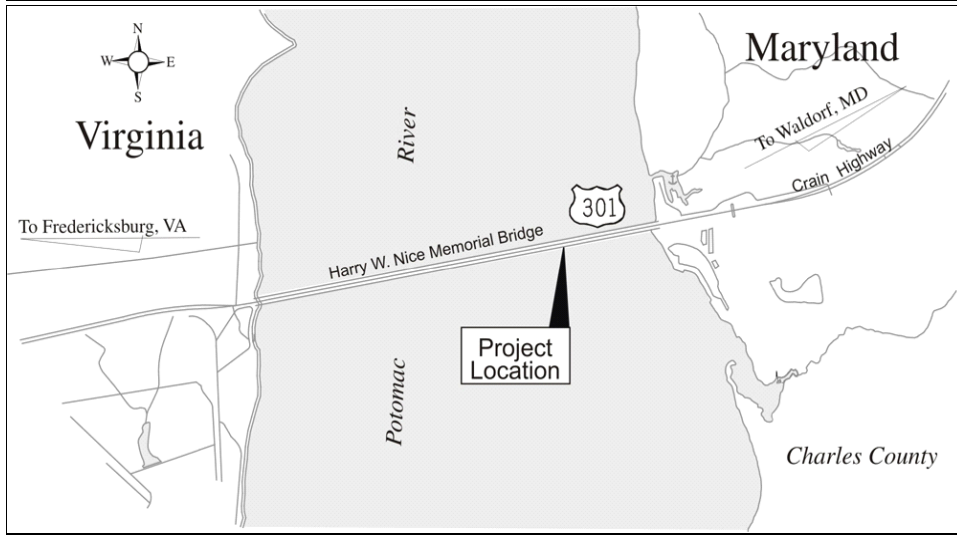 N
W
E
S
Virginia
Maryland
River
To Waldorf, MD
Crain Highway
301
To Fredericksburg, VA
Harry W. Nice Memorial Bridge
Project
Location
Potomac
Charles County